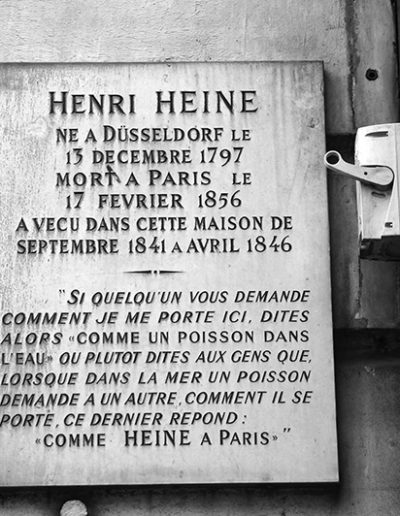 HENRI HEINE
NE A DÜSSELDORF LE
13 DECEMBRE 1797
MORT A PARIS LE
17 FEVRIER 1856
A VECU DANS CETTE MAISON DE
SEPTEMBRE 1841 A AVRIL 1846
"SI QUELQU'UN VOUS DEMANDE
COMMENT JE ME PORTE ICI, DITES
ALORS «COMME UN POISSON DANS
L'EAU» OU PLUTOT DITES AUX GENS QUE,
LORSQUE DANS LA MER UN POISSON
DEMANDE A UN AUTRE, COMMENT IL SE
PORTE, CE DERNIER REPOND :
«COMME HEINE A PARIS»"